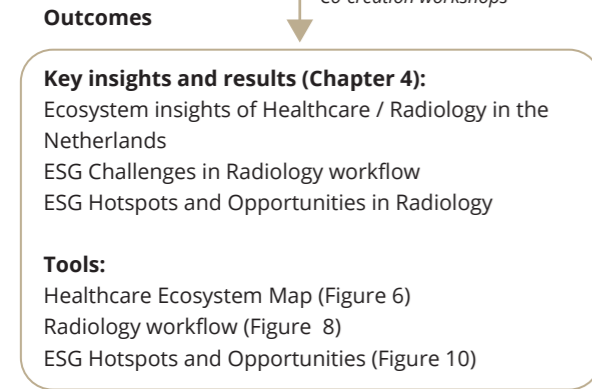 Co-creation workshops
Outcomes
Key insights and results (Chapter 4):
Ecosystem insights of Healthcare / Radiology in the
Netherlands
ESG Challenges in Radiology workflow
ESG Hotspots and Opportunities in Radiology
Tools:
Healthcare Ecosystem Map (Figure 6)
Radiology workflow (Figure  8)
ESG Hotspots and Opportunities (Figure 10)